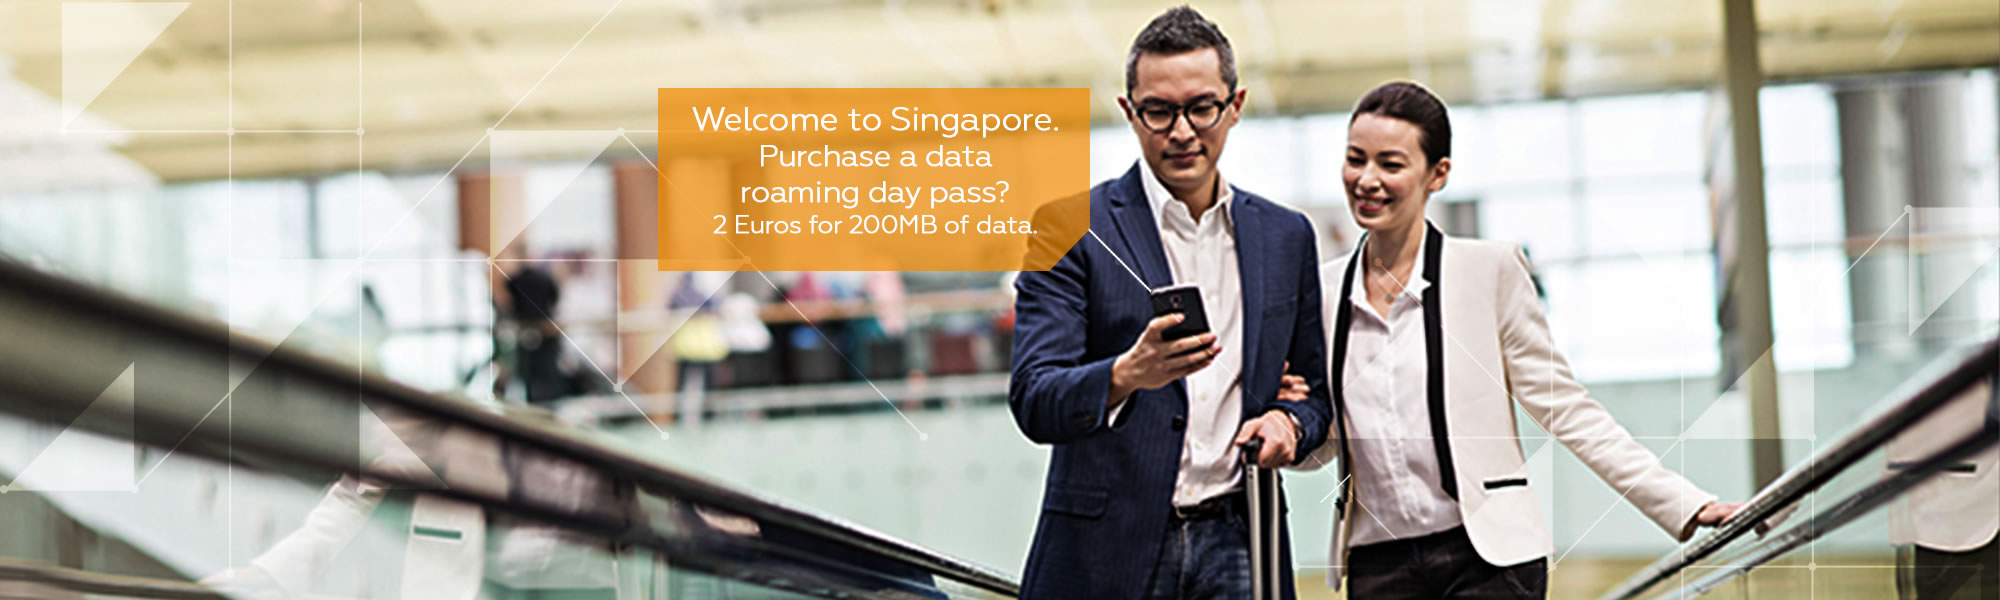 Welcome to Singapore.
Purchase a data
roaming day pass?
2 Euros for 200MB of data.